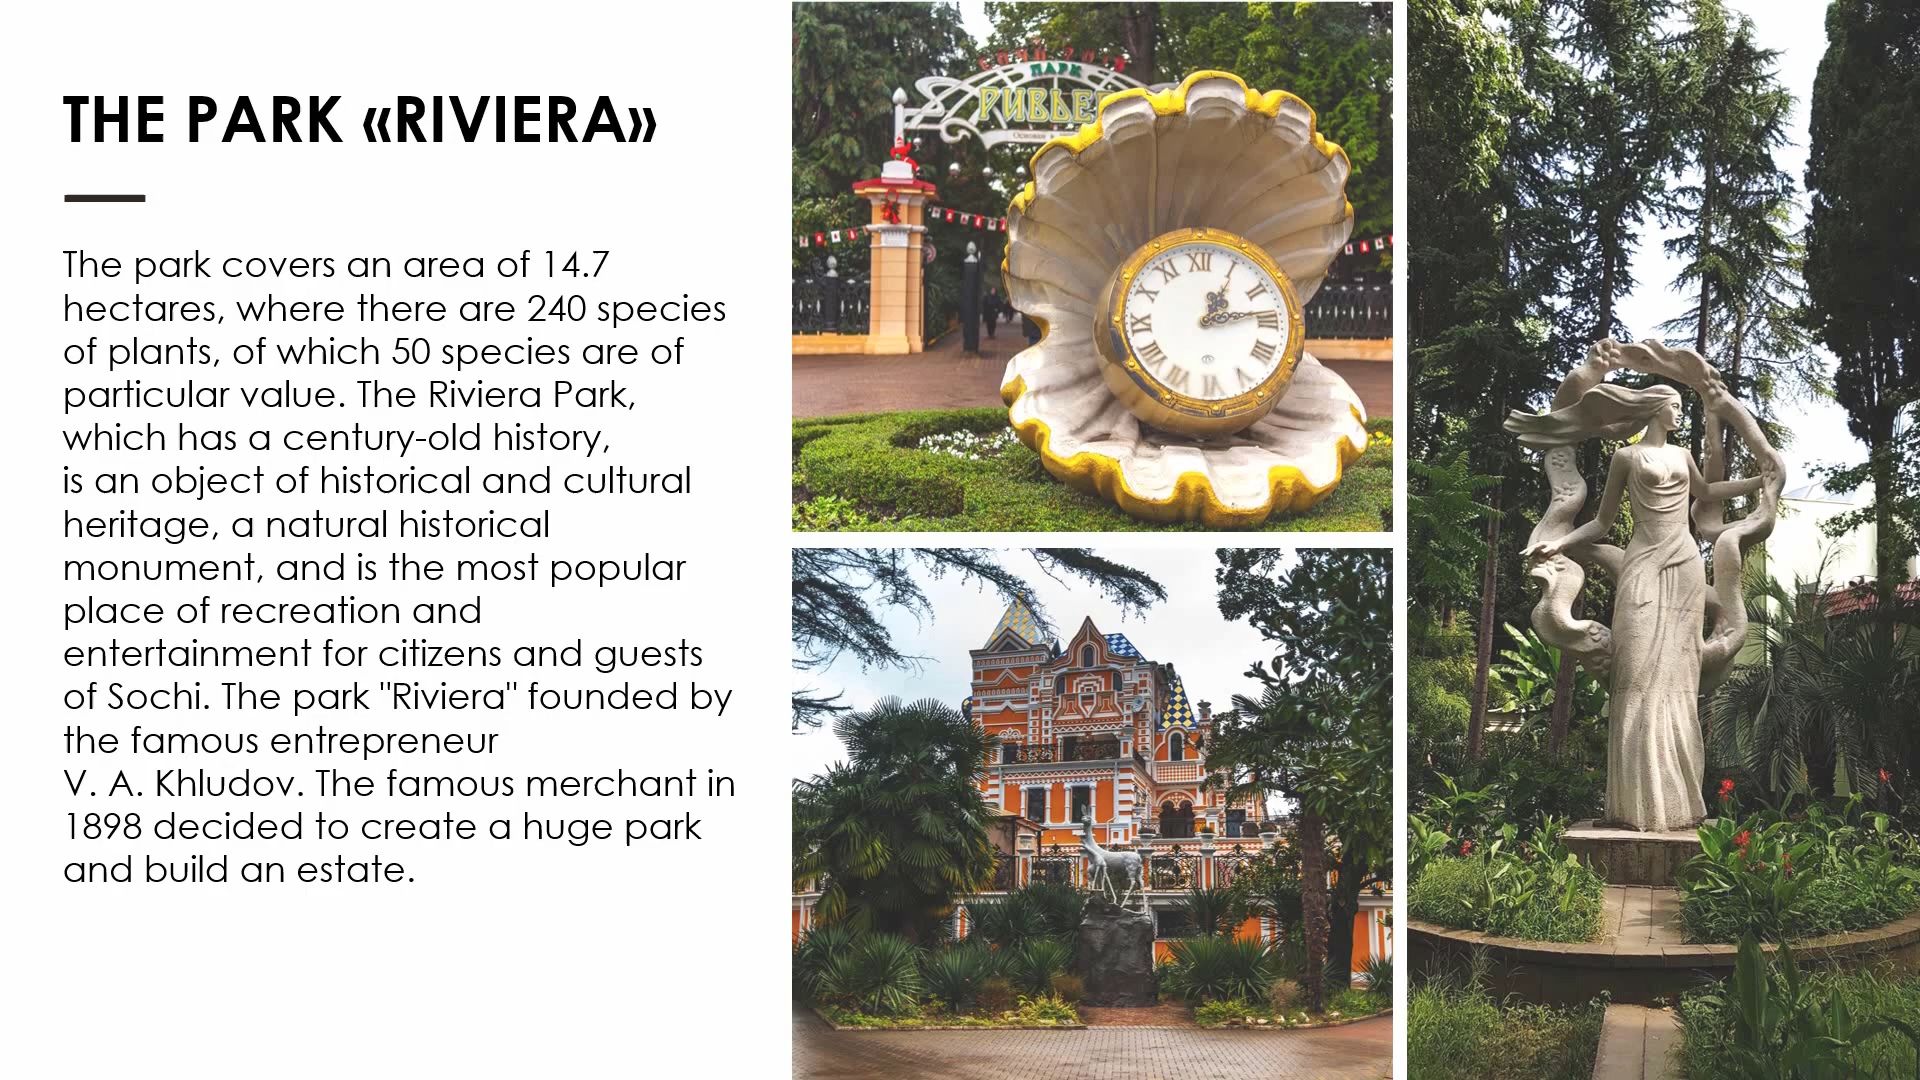 THE PARK «RIVIERA»
The park covers an area of 14.7
hectares, where there are 240 species
of plants, of which 50 species are of
particular value. The Riviera Park,
which has a century-old history,
is an object of historical and cultural
heritage, a natural historical
monument, and is the most popular
place of recreation and
entertainment for citizens and guests
of Sochi. The park "Riviera" founded by
the famous entrepreneur
V. A. Khludov. The famous merchant in
1898 decided to create a huge park
and build an estate.
ПАРК
XII
I
III
IX
X
XI